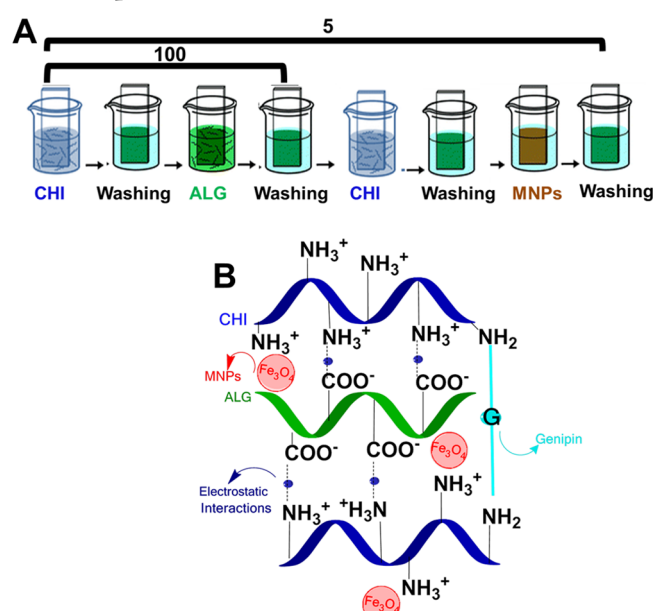 A
5
100
CHI
Washing
ALG
Washing
CHI
Washing
MNPs
Washing
B
NH₃⁺
NH₃⁺
CHI
NH₃⁺
NH₃⁺
NH₃⁺
NH₂
MNPs
Fe₃O₄
COO⁻
COO⁻
ALG
G
Genipin
COO⁻
COO⁻
Fe₃O₄
Electrostatic
Interactions
NH₃⁺
NH₃⁺
⁺H₃N
NH₂
NH₃⁺
Fe₃O₄